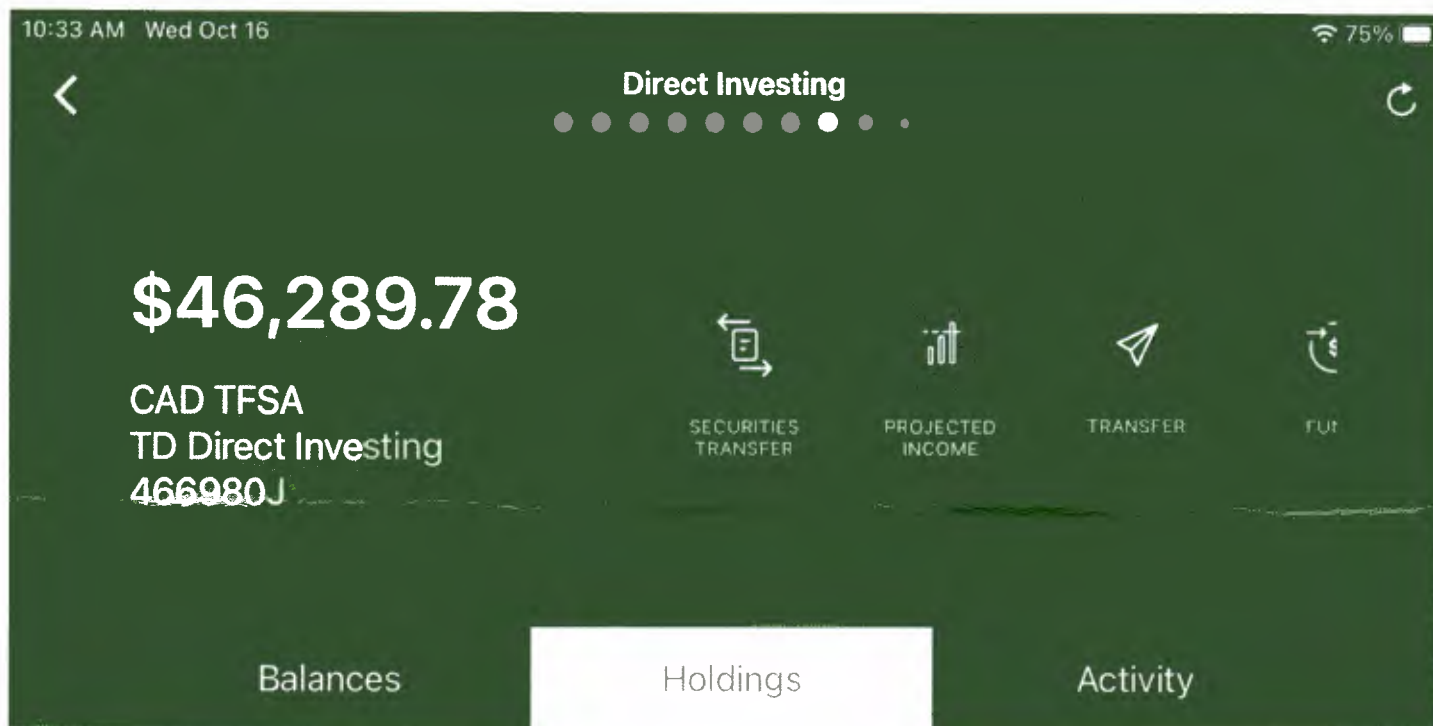 10:33 AM Wed Oct 16
75%
Direct Investing
$46,289.78
CAD TFSA
TD Direct Investing
466980J
SECURITIES
TRANSFER
PROJECTED
INCOME
TRANSFER
Balances
Holdings
Activity